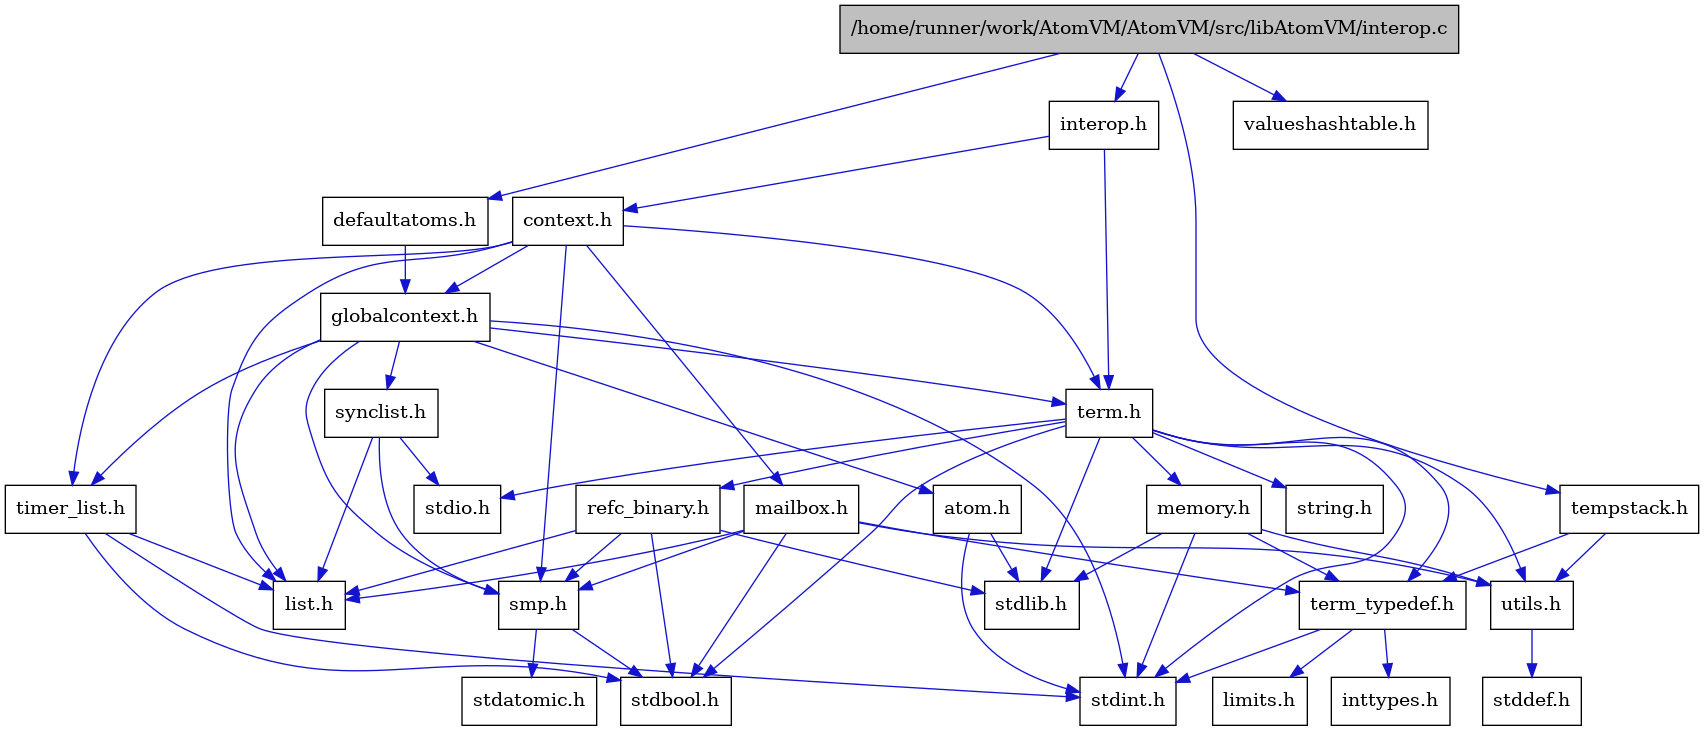 /home/runner/work/AtomVM/AtomVM/src/libAtomVM/interop.c
interop.h
valueshashtable.h
defaultatoms.h
context.h
globalcontext.h
synclist.h
term.h
timer_list.h
stdio.h
refc_binary.h
mailbox.h
atom.h
memory.h
string.h
tempstack.h
list.h
smp.h
stdlib.h
term_typedef.h
utils.h
stdatomic.h
stdbool.h
stdint.h
limits.h
inttypes.h
stddef.h